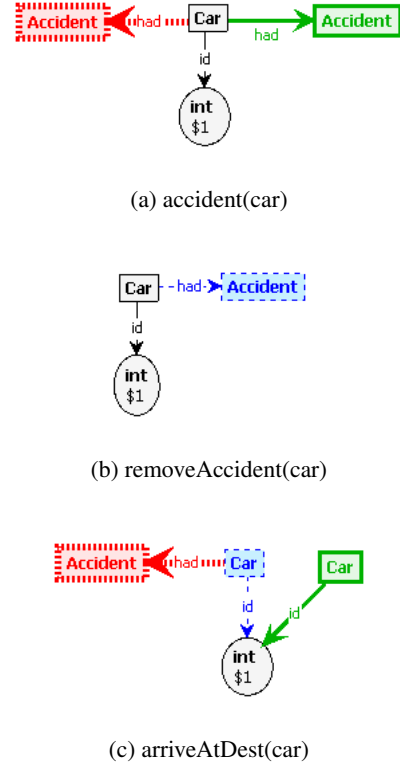 Accident had Car had Accident
id
int
$1
(a) accident(car)
Car had Accident
id
int
$1
(b) removeAccident(car)
Accident had Car Car
id id
int
$1
(c) arriveAtDest(car)